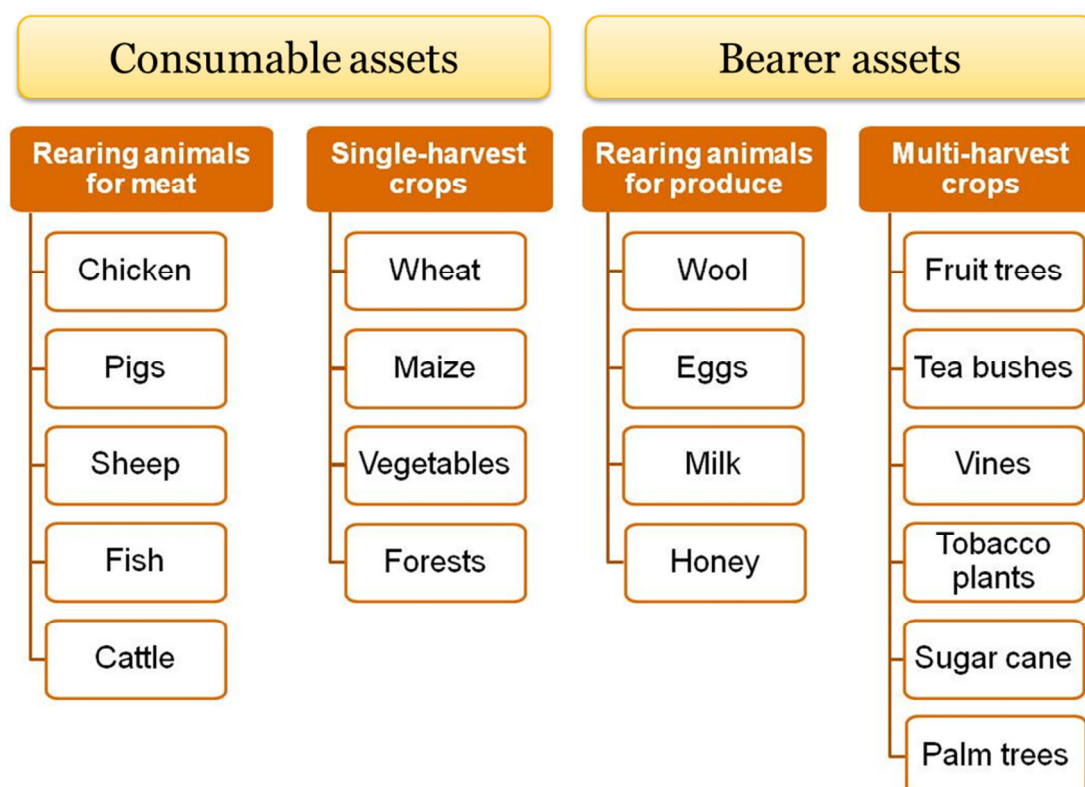 Consumable assets
Bearer assets
Rearing animals
for meat
Chicken
Pigs
Sheep
Fish
Cattle
Single-harvest
crops
Wheat
Maize
Vegetables
Forests
Rearing animals
for produce
Wool
Eggs
Milk
Honey
Multi-harvest
crops
Fruit trees
Tea bushes
Vines
Tobacco
plants
Sugar cane
Palm trees